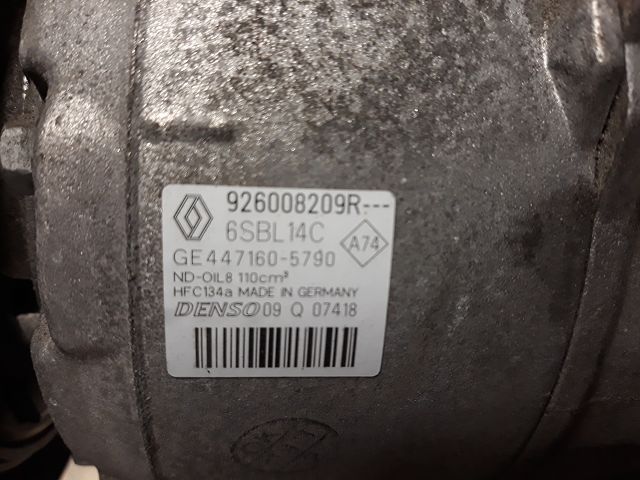 926008209R---
6SBL14C
A74
GE447160-5790
ND-OIL8 110cm³
HFC134a MADE IN GERMANY
DENSO 09 Q 07418